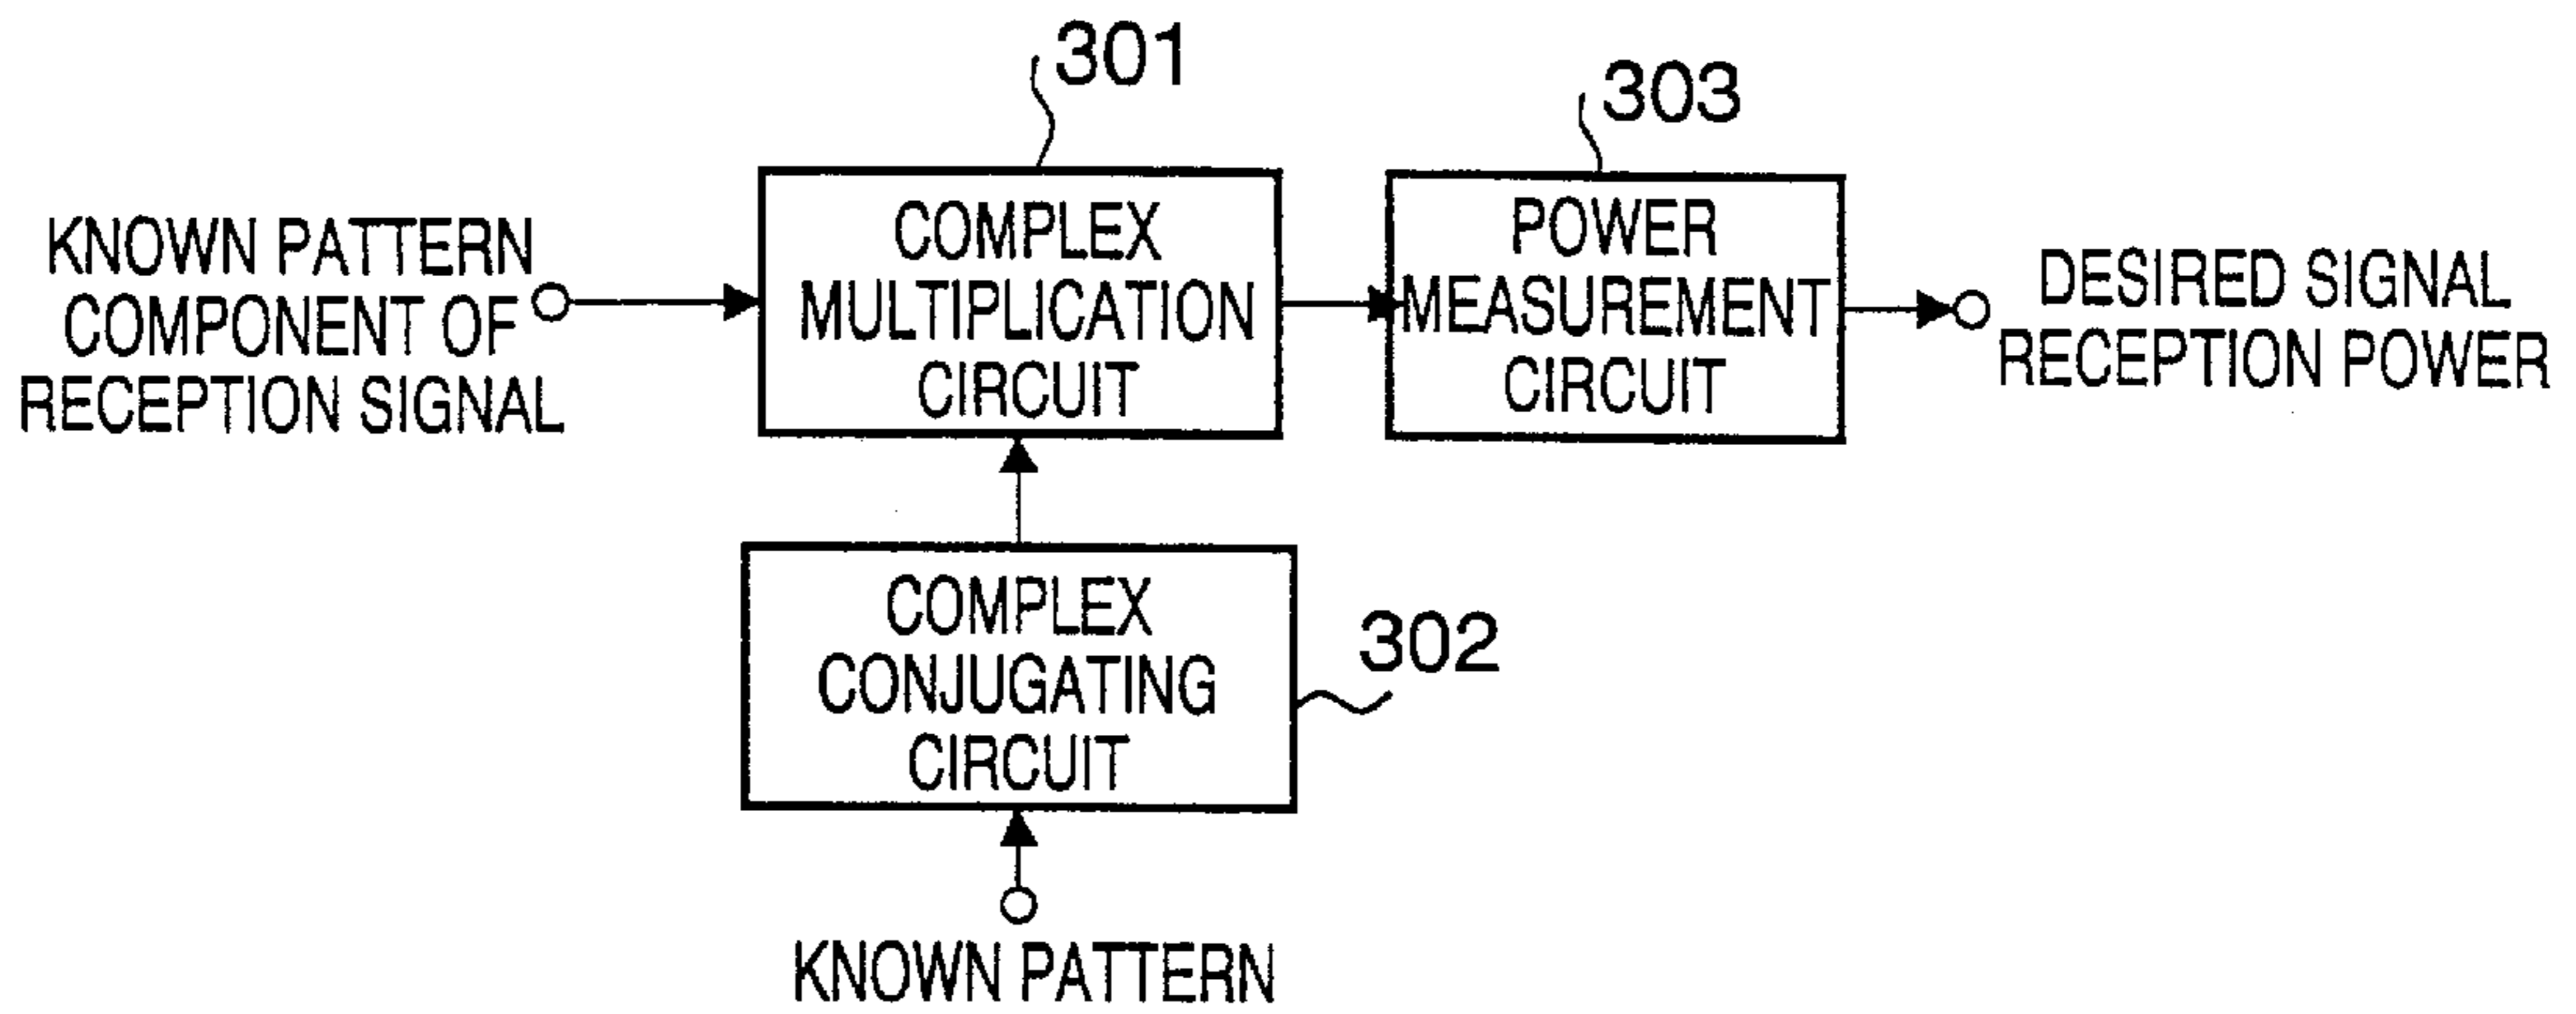 301
303
KNOWN PATTERN
COMPONENT OF
RECEPTION SIGNAL
COMPLEX
MULTIPLICATION
CIRCUIT
POWER
MEASUREMENT
CIRCUIT
DESIRED SIGNAL
RECEPTION POWER
COMPLEX
CONJUGATING
CIRCUIT
302
KNOWN PATTERN